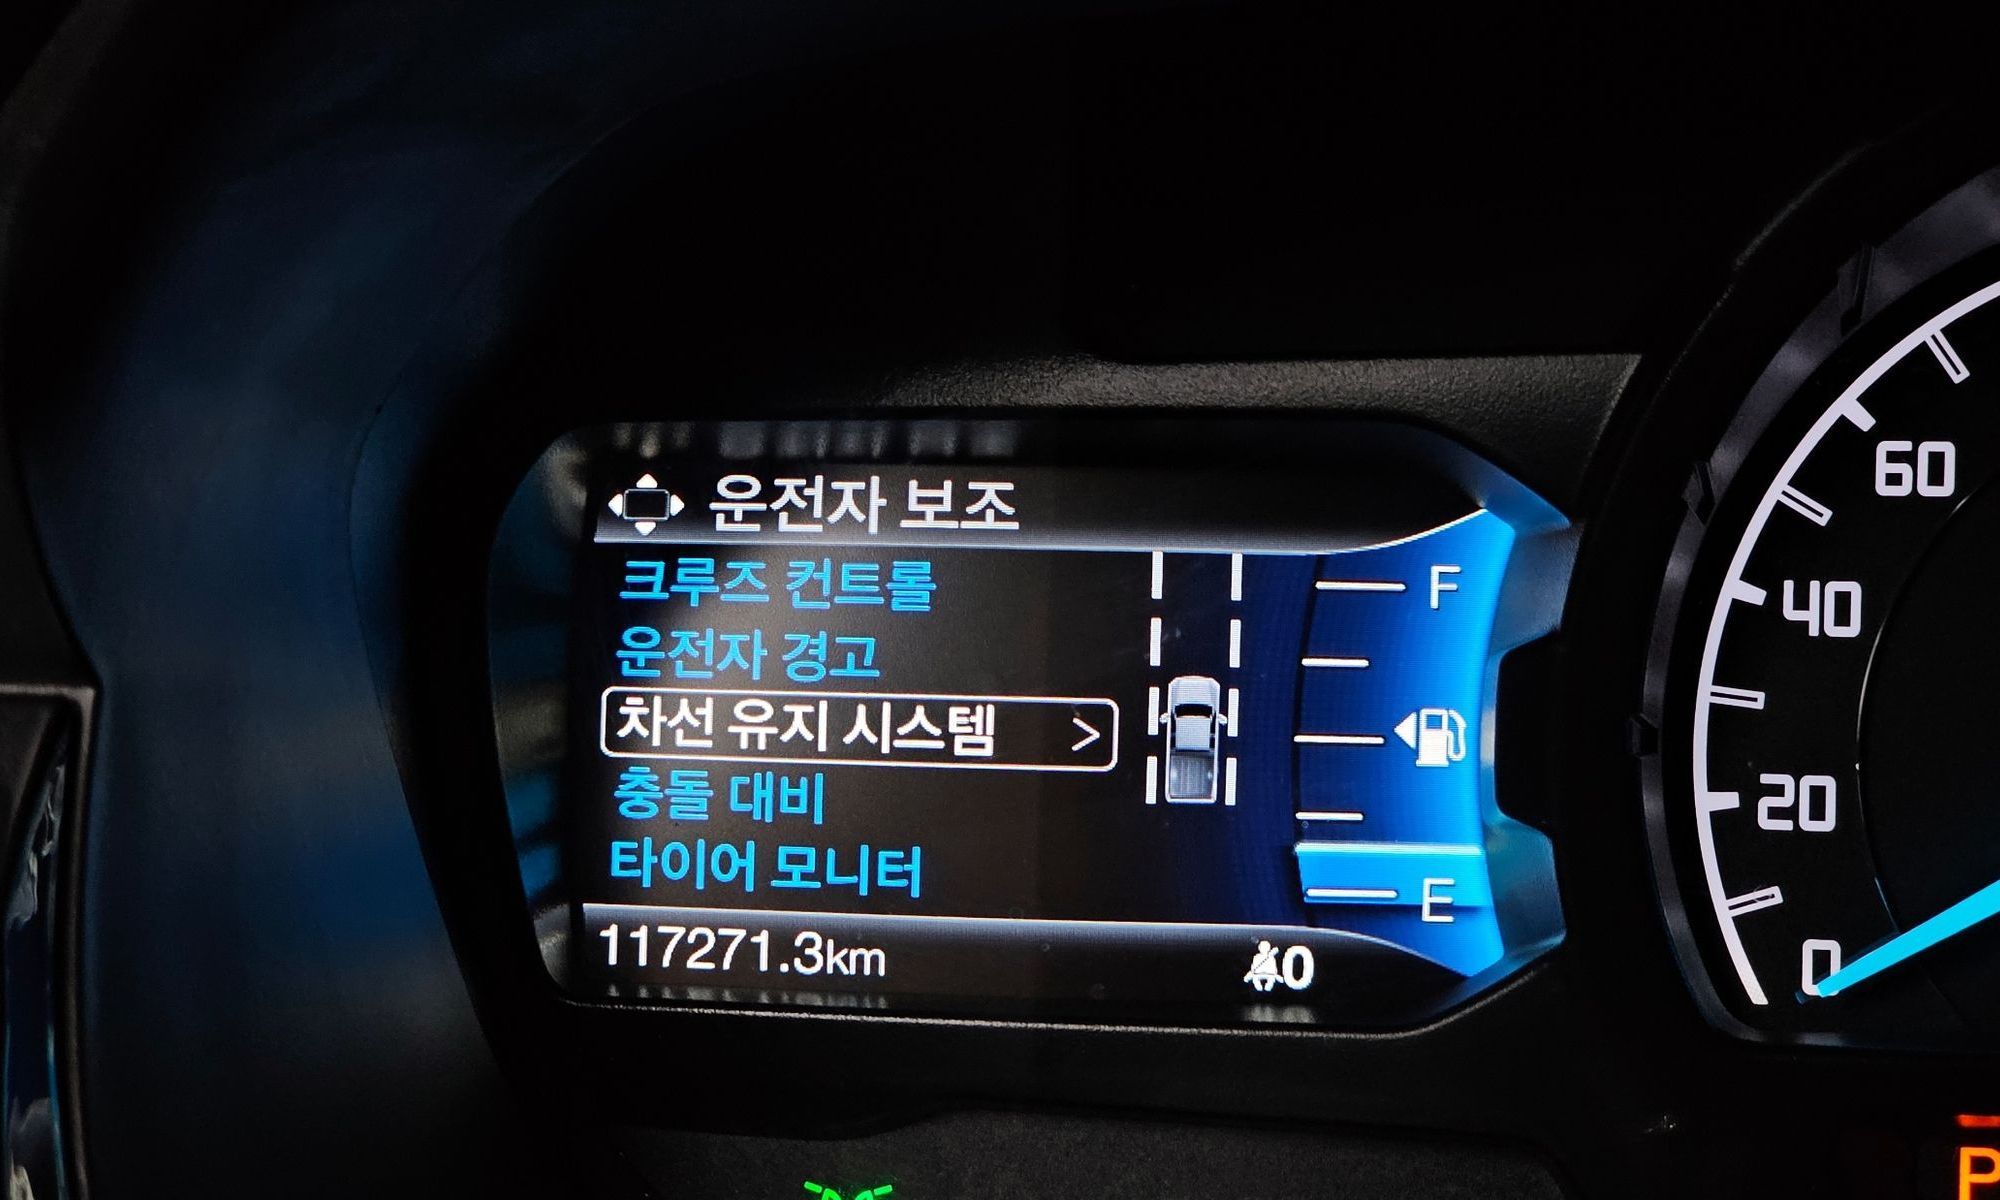 운전자 보조
크루즈 컨트롤
운전자 경고
차선 유지 시스템 >
충돌 대비
타이어 모니터
117271.3km
0
F
E
60
40
20
0
P